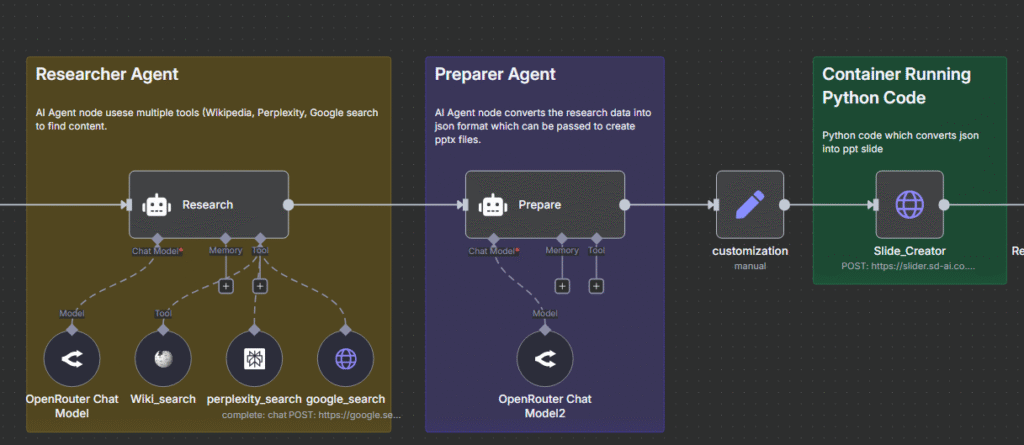 Researcher Agent
AI Agent node usese multiple tools (Wikipedia, Perplexity, Google search
to find content.
Research
Chat Model*
Memory
Tool
Model
Tool
OpenRouter Chat
Model
Wiki_search
perplexity_search
complete: chat
google_search
POST: https://google.se...
Preparer Agent
AI Agent node converts the research data into
json format which can be passed to create
pptx files.
Prepare
Chat Model*
Memory
Tool
Model
OpenRouter Chat
Model2
customization
manual
Container Running
Python Code
Python code which converts json
into ppt slide
Slide_Creator
POST: https://slider.sd-ai.co....
Re